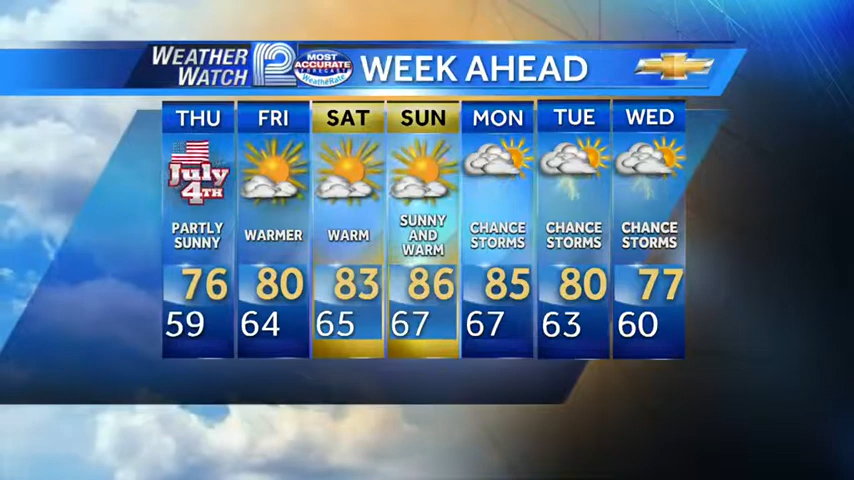 WEATHER WATCH 12 MOST ACCURATE FORECAST WeatheRate WEEK AHEAD
THU FRI SAT SUN MON TUE WED
July 4TH
PARTLY SUNNY
WARMER
WARM
SUNNY AND WARM
CHANCE STORMS
CHANCE STORMS
CHANCE STORMS
76 80 83 86 85 80 77
59 64 65 67 67 63 60